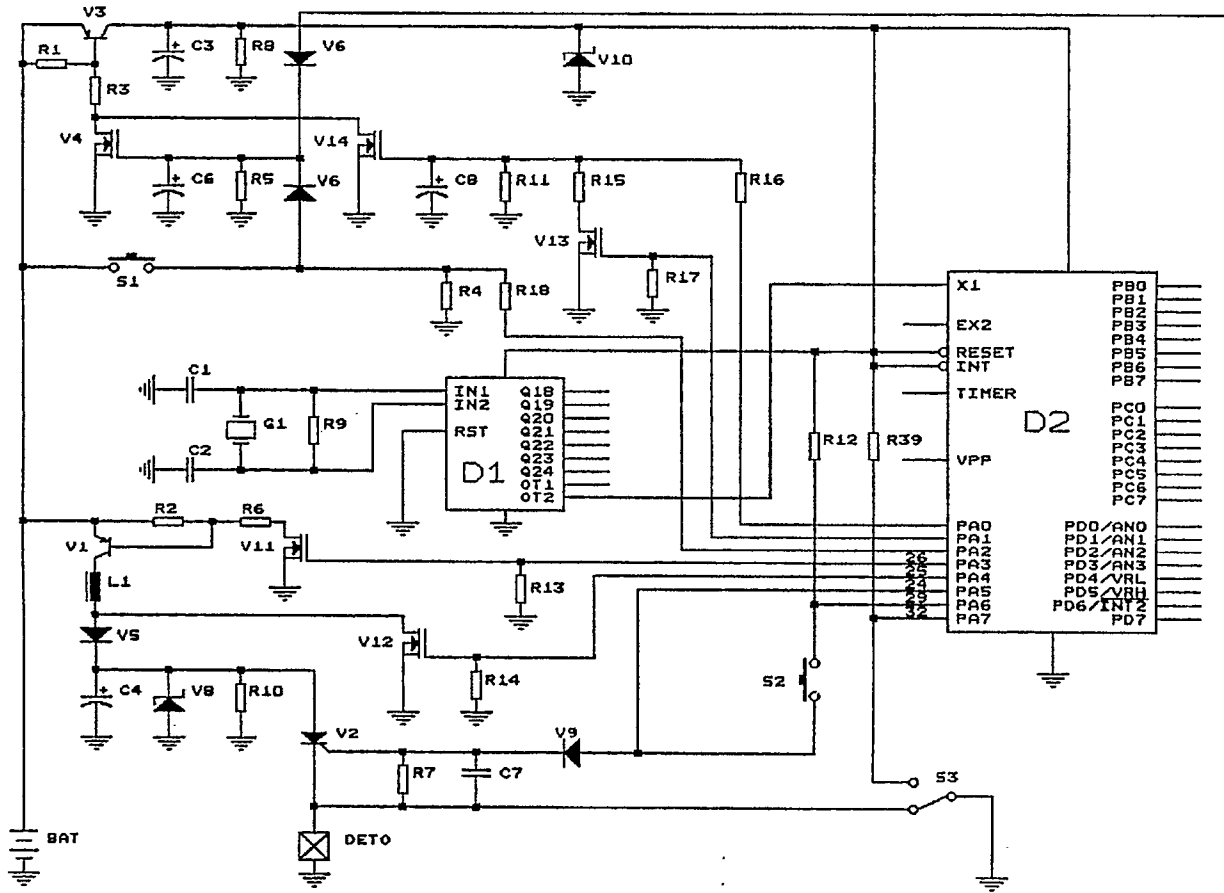 V3
R1
C3
R8
V6
V10
R3
V4
V14
C6
R5
V6
C8
R11
R15
R16
V13
R17
S1
R4
R18
X1
EX2
RESET
INT
TIMER
VPP
D2
PB0
PB1
PB2
PB3
PB4
PB5
PB6
PB7
PC0
PC1
PC2
PC3
PC4
PC5
PC6
PC7
C1
Q1
R9
C2
IN1
IN2
RST
D1
Q18
Q19
Q20
Q21
Q22
Q23
Q24
OT1
OT2
R12
R39
PA0
PA1
PA2
PA3
PA4
PA5
PA6
PA7
26
25
24
32
PD0/AN0
PD1/AN1
PD2/AN2
PD3/AN3
PD4/VRL
PD5/VRH
PD6/INT2
PD7
R2
R6
V1
V11
L1
R13
V5
V12
R14
S2
C4
V8
R10
V2
V9
R7
C7
S3
BAT
DETO